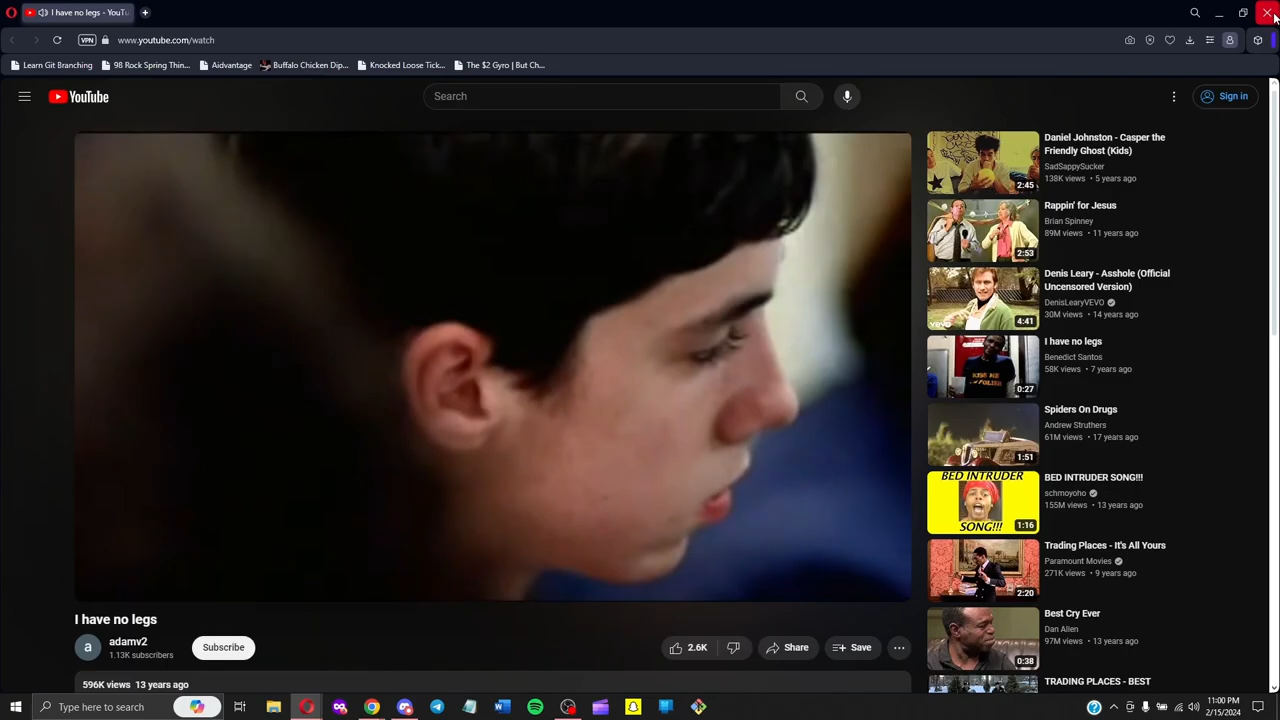 I have no legs - YouTu
VPN
www.youtube.com/watch
Learn Git Branching
98 Rock Spring Thin...
Aidvantage
Buffalo Chicken Dip...
Knocked Loose Tick...
The $2 Gyro | But Ch...
YouTube
Search
Sign in
Daniel Johnston - Casper the
Friendly Ghost (Kids)
SadSappySucker
138K views • 5 years ago
2:45
Rappin' for Jesus
Brian Spinney
89M views • 11 years ago
2:53
Denis Leary - Asshole (Official
Uncensored Version)
DenisLearyVEVO
30M views • 14 years ago
vevo
4:41
I have no legs
Benedict Santos
58K views • 7 years ago
KISS ME
0:27
Spiders On Drugs
Andrew Struthers
61M views • 17 years ago
1:51
BED INTRUDER
SONG!!!
1:16
BED INTRUDER SONG!!!
schmoyoho
155M views • 13 years ago
Trading Places - It's All Yours
Paramount Movies
271K views • 9 years ago
2:20
Best Cry Ever
Dan Allen
97M views • 13 years ago
0:38
TRADING PLACES - BEST
I have no legs
a
adamv2
1.13K subscribers
Subscribe
2.6K
Share
Save
596K views 13 years ago
Type here to search
11:00 PM
2/15/2024